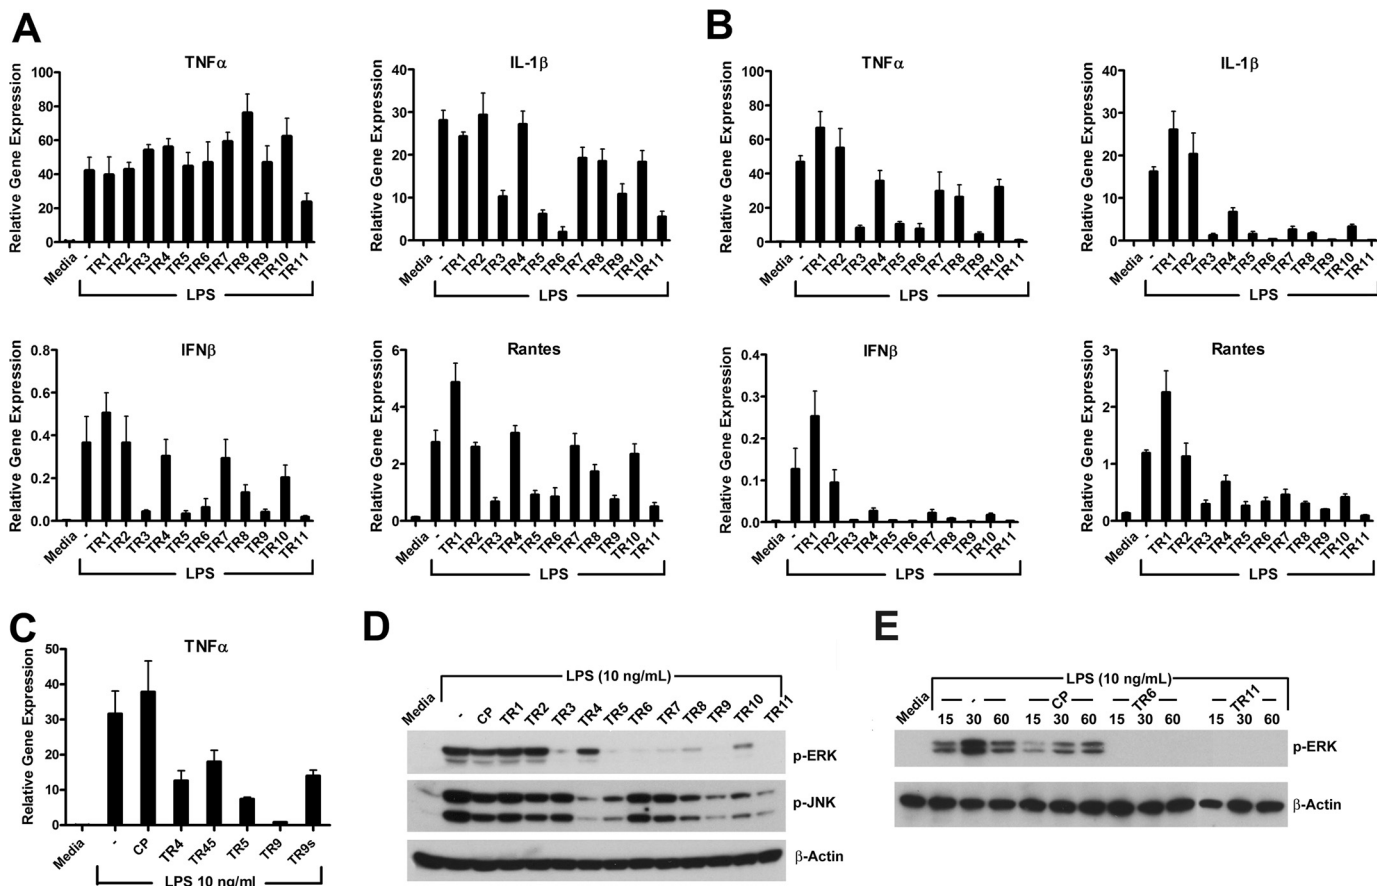 A
B
TNFα
IL-1β
TNFα
IL-1β
Relative Gene Expression
100
80
60
40
20
0
Media
-
TR1
TR2
TR3
TR4
TR5
TR6
TR7
TR8
TR9
TR10
TR11
LPS
Relative Gene Expression
40
30
20
10
0
Media
-
TR1
TR2
TR3
TR4
TR5
TR6
TR7
TR8
TR9
TR10
TR11
LPS
Relative Gene Expression
100
80
60
40
20
0
Media
-
TR1
TR2
TR3
TR4
TR5
TR6
TR7
TR8
TR9
TR10
TR11
LPS
Relative Gene Expression
40
30
20
10
0
Media
-
TR1
TR2
TR3
TR4
TR5
TR6
TR7
TR8
TR9
TR10
TR11
LPS
IFNβ
Rantes
IFNβ
Rantes
Relative Gene Expression
0.8
0.6
0.4
0.2
0.0
Media
-
TR1
TR2
TR3
TR4
TR5
TR6
TR7
TR8
TR9
TR10
TR11
LPS
Relative Gene Expression
6
4
2
0
Media
-
TR1
TR2
TR3
TR4
TR5
TR6
TR7
TR8
TR9
TR10
TR11
LPS
Relative Gene Expression
0.4
0.3
0.2
0.1
0.0
Media
-
TR1
TR2
TR3
TR4
TR5
TR6
TR7
TR8
TR9
TR10
TR11
LPS
Relative Gene Expression
3
2
1
0
Media
-
TR1
TR2
TR3
TR4
TR5
TR6
TR7
TR8
TR9
TR10
TR11
LPS
C
TNFα
Relative Gene Expression
50
40
30
20
10
0
Media
-
CP
TR4
TR45
TR5
TR9
TR9s
LPS 10 ng/ml
D
LPS (10 ng/mL)
Media - CP TR1 TR2 TR3 TR4 TR5 TR6 TR7 TR8 TR9 TR10 TR11
p-ERK
p-JNK
β-Actin
E
LPS (10 ng/mL)
- CP TR6 TR11
Media 15 30 60 15 30 60 15 30 60 15 30 60
p-ERK
β-Actin